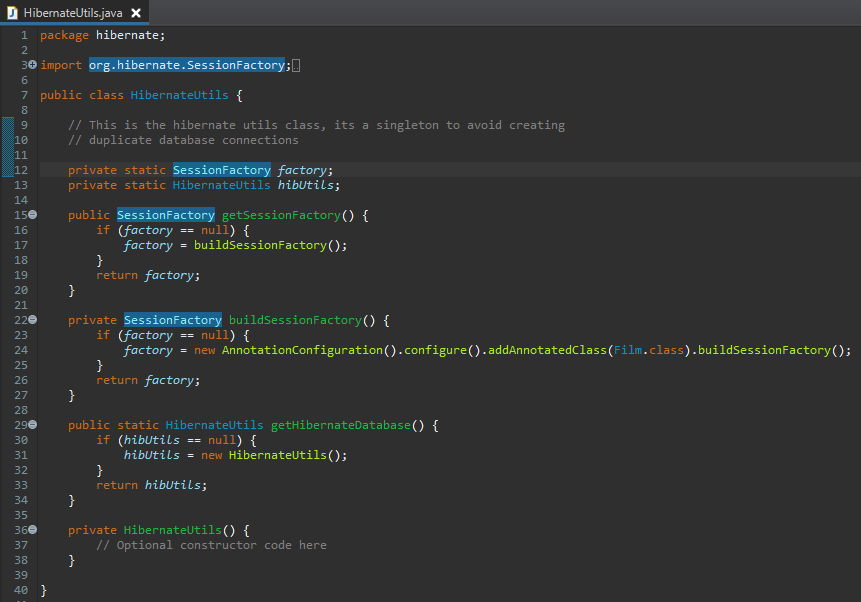 HibernateUtils.java
1 package hibernate;
2
3 import org.hibernate.SessionFactory;
6
7 public class HibernateUtils {
8
9 // This is the hibernate utils class, its a singleton to avoid creating
10 // duplicate database connections
11
12 private static SessionFactory factory;
13 private static HibernateUtils hibUtils;
14
15 public SessionFactory getSessionFactory() {
16 if (factory == null) {
17 factory = buildSessionFactory();
18 }
19 return factory;
20 }
21
22 private SessionFactory buildSessionFactory() {
23 if (factory == null) {
24 factory = new AnnotationConfiguration().configure().addAnnotatedClass(Film.class).buildSessionFactory();
25 }
26 return factory;
27 }
28
29 public static HibernateUtils getHibernateDatabase() {
30 if (hibUtils == null) {
31 hibUtils = new HibernateUtils();
32 }
33 return hibUtils;
34 }
35
36 private HibernateUtils() {
37 // Optional constructor code here
38 }
39
40 }